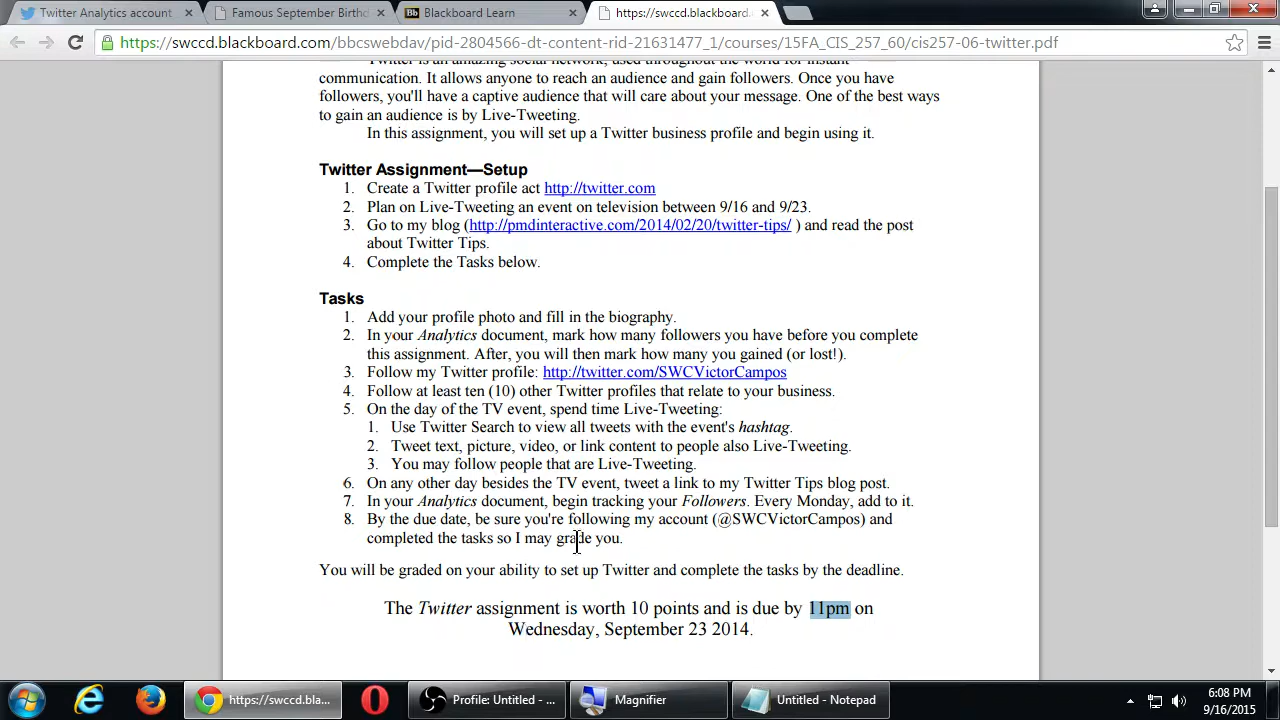 Twitter Analytics account
Famous September Birthd
Blackboard Learn
https://swccd.blackboard.
https://swccd.blackboard.com/bbcswebdav/pid-2804566-dt-content-rid-21631477_1/courses/15FA_CIS_257_60/cis257-06-twitter.pdf
Twitter is an amazing social network, used throughout the world for instant
communication. It allows anyone to reach an audience and gain followers. Once you have
followers, you'll have a captive audience that will care about your message. One of the best ways
to gain an audience is by Live-Tweeting.
In this assignment, you will set up a Twitter business profile and begin using it.
Twitter Assignment—Setup
1. Create a Twitter profile act http://twitter.com
2. Plan on Live-Tweeting an event on television between 9/16 and 9/23.
3. Go to my blog (http://pmdinteractive.com/2014/02/20/twitter-tips/ ) and read the post
about Twitter Tips.
4. Complete the Tasks below.
Tasks
1. Add your profile photo and fill in the biography.
2. In your Analytics document, mark how many followers you have before you complete
this assignment. After, you will then mark how many you gained (or lost!).
3. Follow my Twitter profile: http://twitter.com/SWCVictorCampos
4. Follow at least ten (10) other Twitter profiles that relate to your business.
5. On the day of the TV event, spend time Live-Tweeting:
1. Use Twitter Search to view all tweets with the event's hashtag.
2. Tweet text, picture, video, or link content to people also Live-Tweeting.
3. You may follow people that are Live-Tweeting.
6. On any other day besides the TV event, tweet a link to my Twitter Tips blog post.
7. In your Analytics document, begin tracking your Followers. Every Monday, add to it.
8. By the due date, be sure you're following my account (@SWCVictorCampos) and
completed the tasks so I may grade you.
You will be graded on your ability to set up Twitter and complete the tasks by the deadline.
The Twitter assignment is worth 10 points and is due by 11pm on
Wednesday, September 23 2014.
https://swccd.bla...
Profile: Untitled - ...
Magnifier
Untitled - Notepad
6:08 PM
9/16/2015